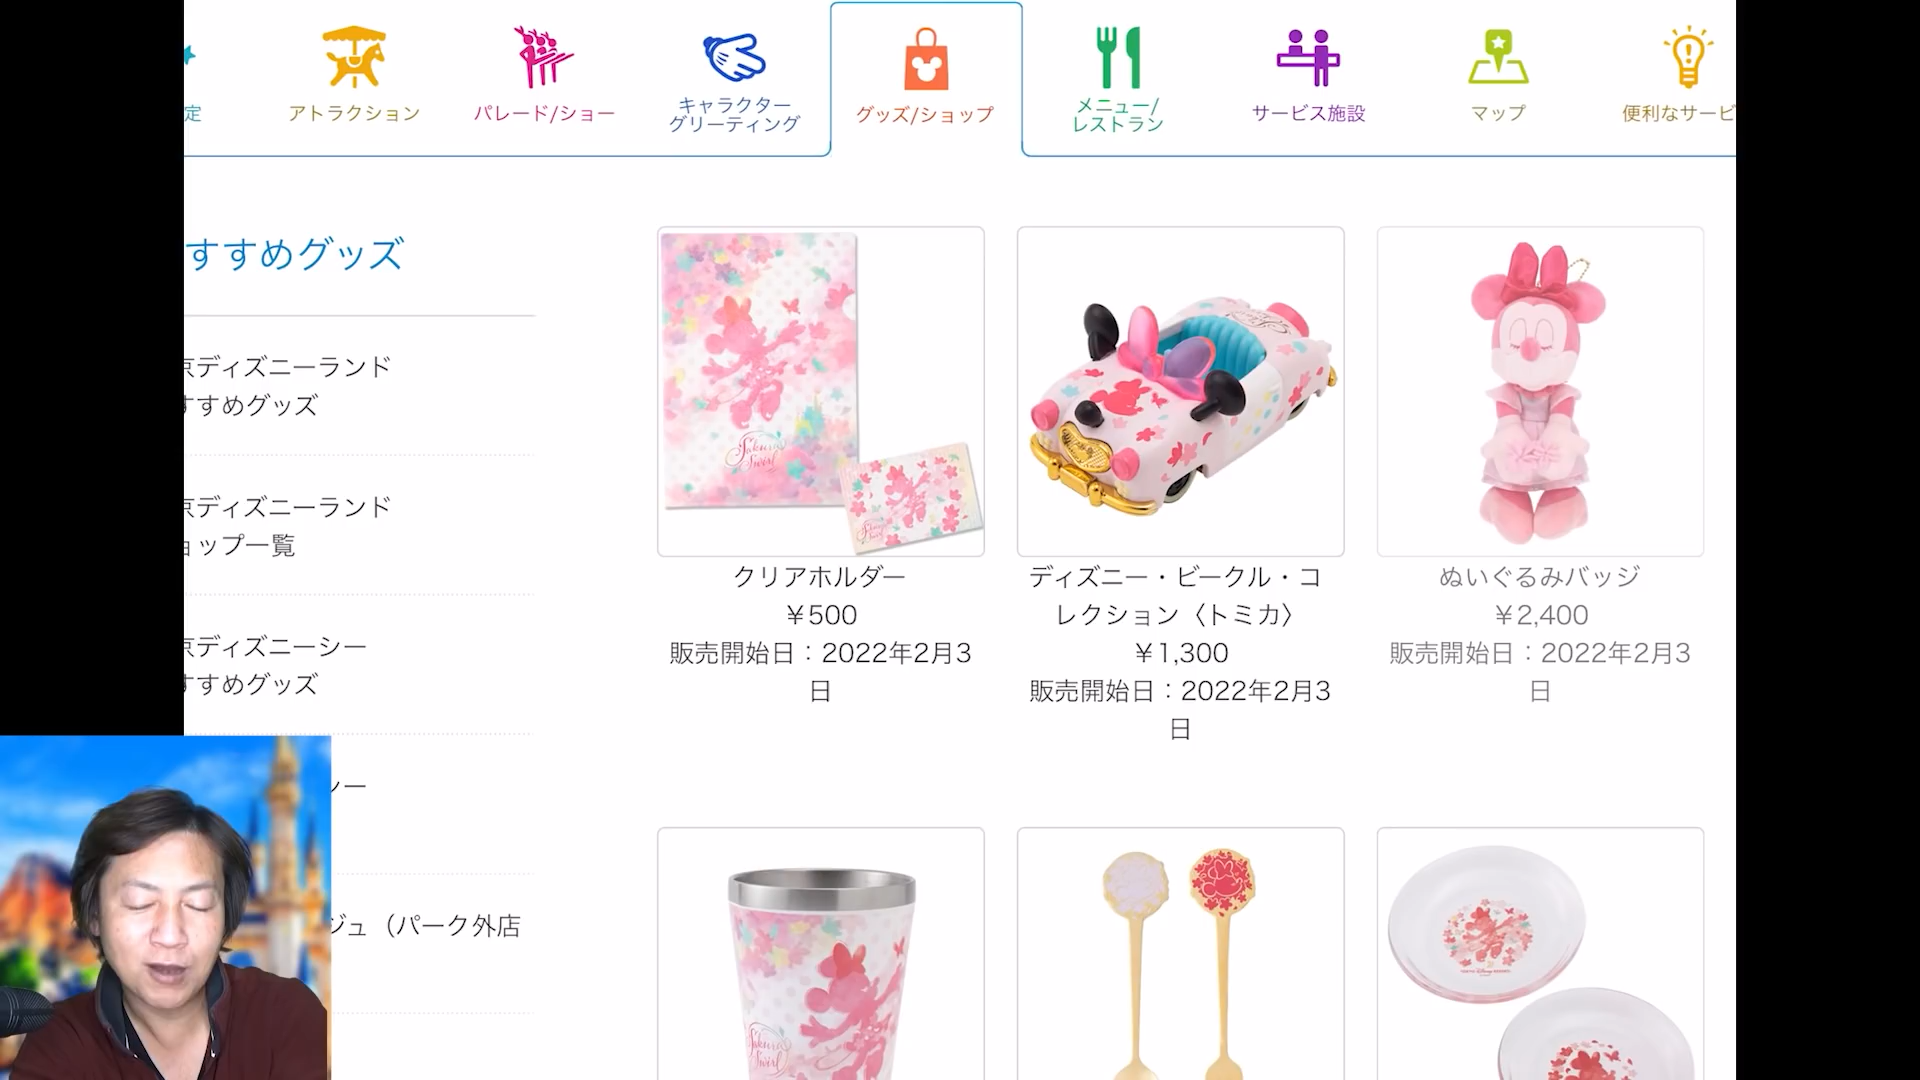 定
アトラクション
パレード/ショー
キャラクター
グリーティング
グッズ/ショップ
メニュー/
レストラン
サービス施設
マップ
便利なサービ
すすめグッズ
京ディズニーランド
すすめグッズ
京ディズニーランド
ョップ一覧
京ディズニーシー
すすめグッズ
シー
ジュ（パーク外店
Sakura
Swirl
クリアホルダー
￥500
販売開始日：2022年2月3
日
ディズニー・ビークル・コ
レクション〈トミカ〉
￥1,300
販売開始日：2022年2月3
日
ぬいぐるみバッジ
￥2,400
販売開始日：2022年2月3
日
Sakura
Swirl